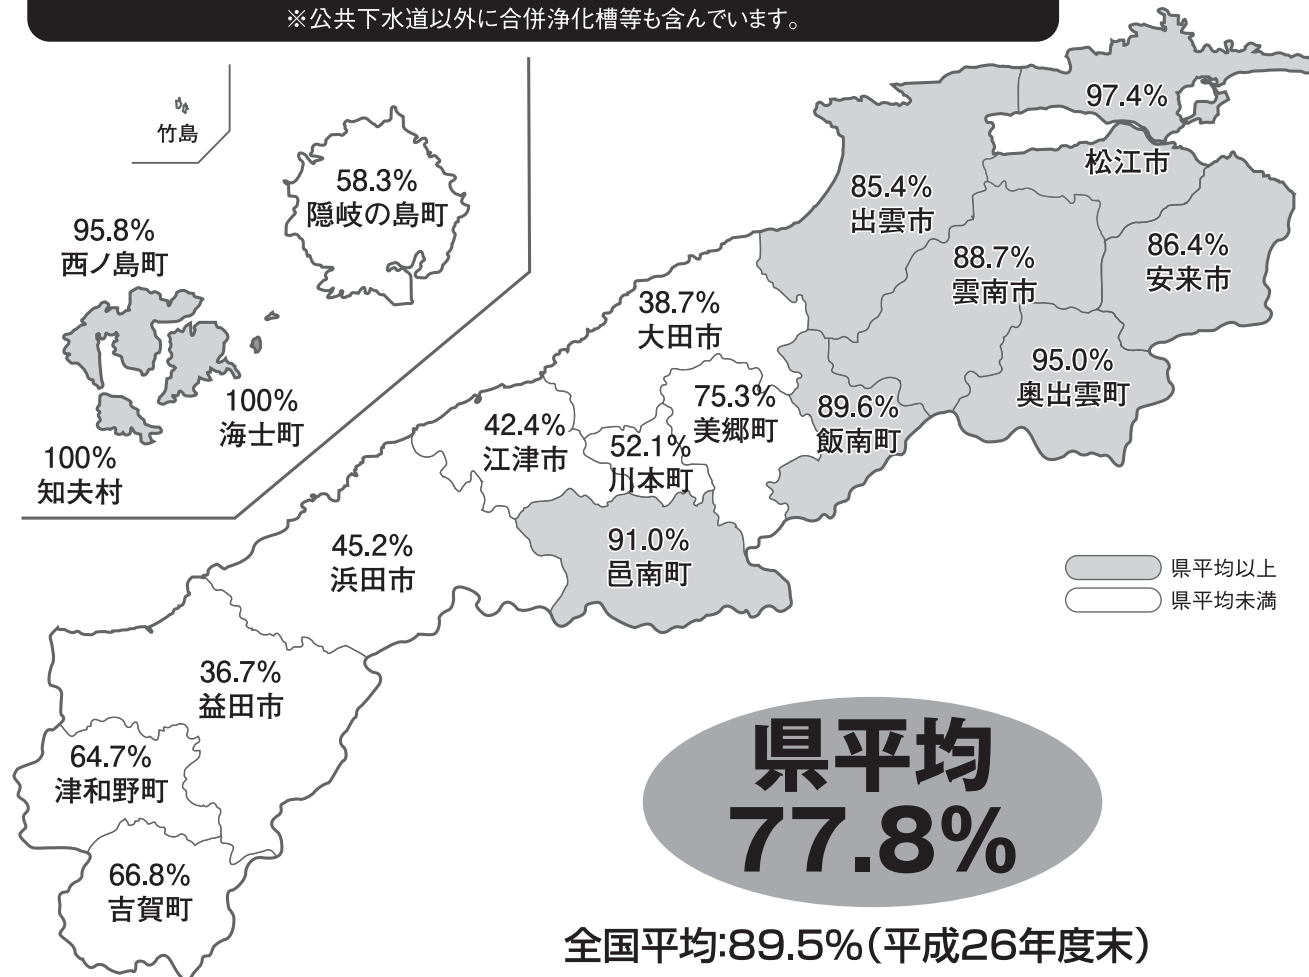 ※公共下水道以外に合併浄化槽等も含んでいます。
竹島
58.3%
隠岐の島町
95.8%
西ノ島町
100%
海士町
100%
知夫村
97.4%
松江市
85.4%
出雲市
88.7%
雲南市
86.4%
安来市
95.0%
奥出雲町
38.7%
大田市
75.3%
美郷町
89.6%
飯南町
42.4%
江津市
52.1%
川本町
91.0%
邑南町
45.2%
浜田市
36.7%
益田市
64.7%
津和野町
66.8%
吉賀町
県平均以上
県平均未満
県平均
77.8%
全国平均:89.5%(平成26年度末)